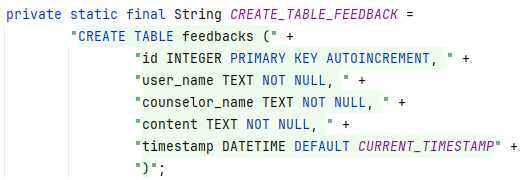 private static final String CREATE_TABLE_FEEDBACK =
"CREATE TABLE feedbacks (" +
"id INTEGER PRIMARY KEY AUTOINCREMENT, " +
"user_name TEXT NOT NULL, " +
"counselor_name TEXT NOT NULL, " +
"content TEXT NOT NULL, " +
"timestamp DATETIME DEFAULT CURRENT_TIMESTAMP" +
")";